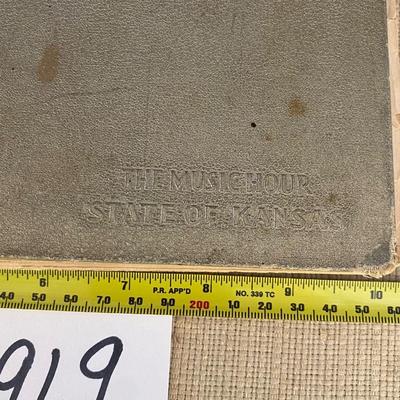 THE MUSIC HOUR
STATE OF KANSAS
6 7 P.R. APP'D 8 NO. 339 TC 9 10
4,0 5,0 6,0 7,0 8,0 9,0 200 1,0 2,0 3,0 4,0 5,0
919